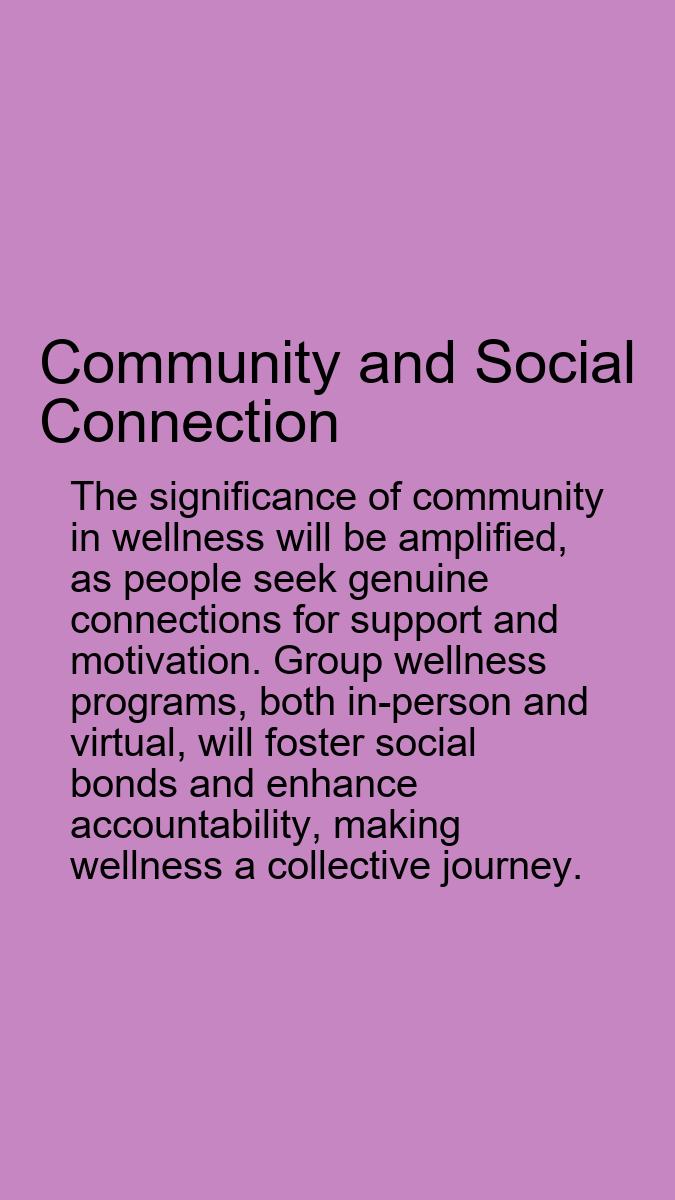 Community and Social
Connection
The significance of community
in wellness will be amplified,
as people seek genuine
connections for support and
motivation. Group wellness
programs, both in-person and
virtual, will foster social
bonds and enhance
accountability, making
wellness a collective journey.